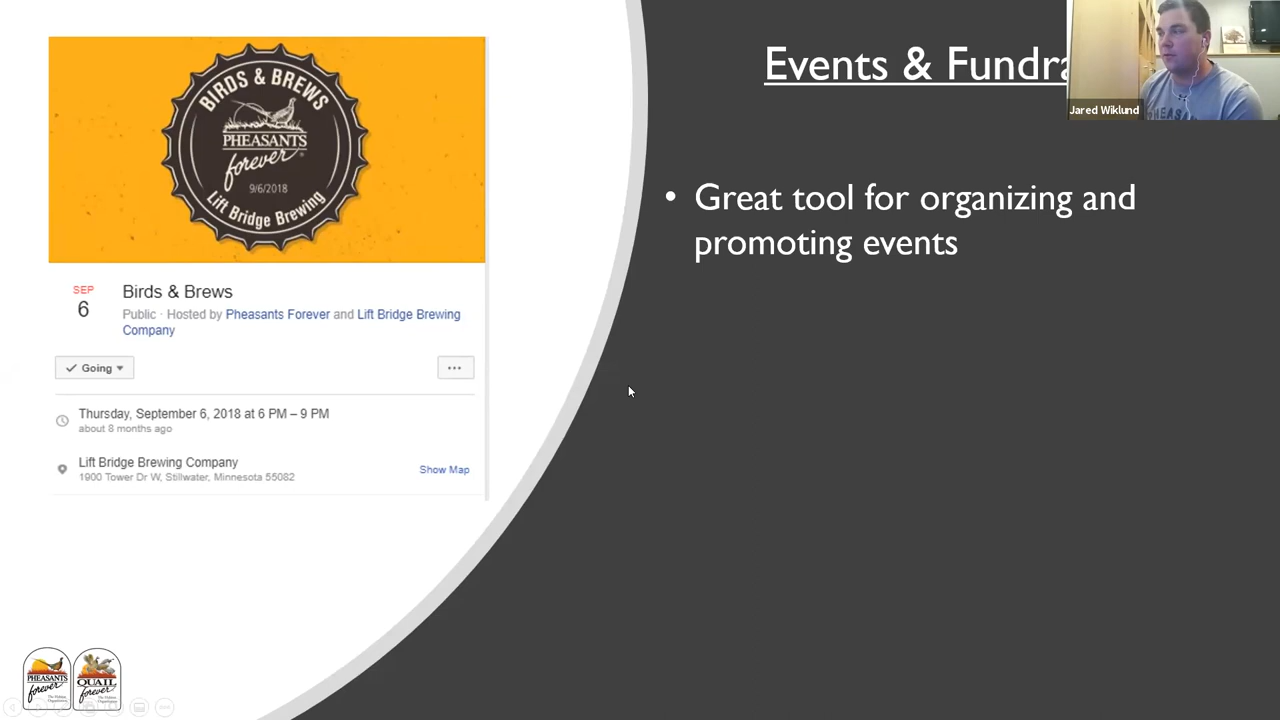 BIRDS & BREWS
PHEASANTS
forever
9/6/2018
Lift Bridge Brewing
SEP
6
Birds & Brews
Public · Hosted by Pheasants Forever and Lift Bridge Brewing
Company
Going
Thursday, September 6, 2018 at 6 PM – 9 PM
about 8 months ago
Lift Bridge Brewing Company
Show Map
1900 Tower Dr W, Stillwater, Minnesota 55082
Events & Fundra
Jared Wiklund
• Great tool for organizing and
promoting events
PHEASANTS
forever
QUAIL
forever